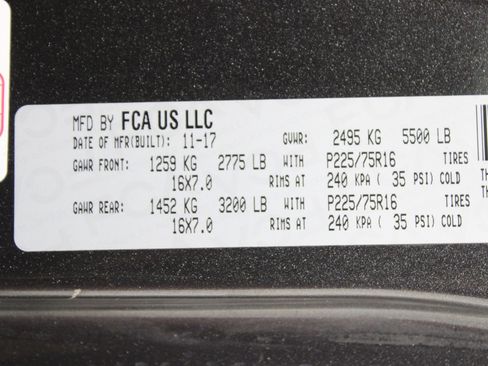 MFD BY FCA US LLC
DATE OF MFR(BUILT): 11-17 GVWR: 2495 KG 5500 LB
GAWR FRONT: 1259 KG 2775 LB WITH P225/75R16 TIRES
16X7.0 RIMS AT 240 KPA ( 35 PSI) COLD
GAWR REAR: 1452 KG 3200 LB WITH P225/75R16 TIRES
16X7.0 RIMS AT 240 KPA ( 35 PSI) COLD